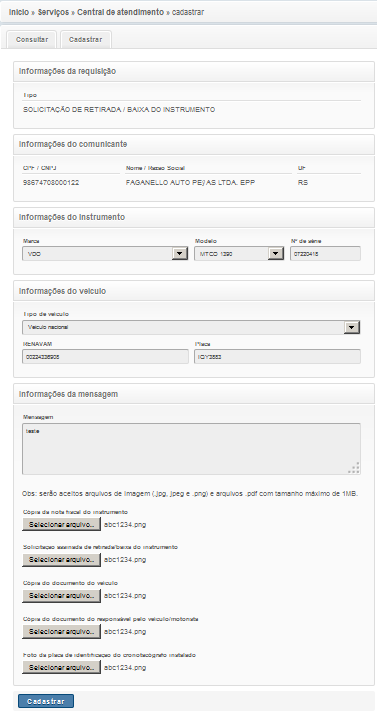 Início » Serviços » Central de atendimento » cadastrar
Consultar Cadastrar
Informações da requisição
Tipo
SOLICITAÇÃO DE RETIRADA / BAIXA DO INSTRUMENTO
Informações do comunicante
CPF / CNPJ Nome / Razão Social UF
98674708000122 FAGANELLO AUTO PEÇAS LTDA. EPP RS
Informações do instrumento
Marca Modelo Nº de série
VDO MTCO 1390 07220418
Informações do veículo
Tipo de veículo
Veículo nacional
RENAVAM Placa
Informações da mensagem
Mensagem
teste
Obs: serão aceitos arquivos de imagem (.jpg, jpeg e .png) e arquivos .pdf com tamanho máximo de 1MB.
Cópia da nota fiscal do instrumento
Selecionar arquivo... abc1234.png
Solicitação assinada de retirada/baixa do instrumento
Selecionar arquivo... abc1234.png
Cópia do documento do veículo
Selecionar arquivo... abc1234.png
Cópia do documento do responsável pelo veículo/motorista
Selecionar arquivo... abc1234.png
Foto da placa de identificação do cronotacógrafo instalado
Selecionar arquivo... abc1234.png
Cadastrar